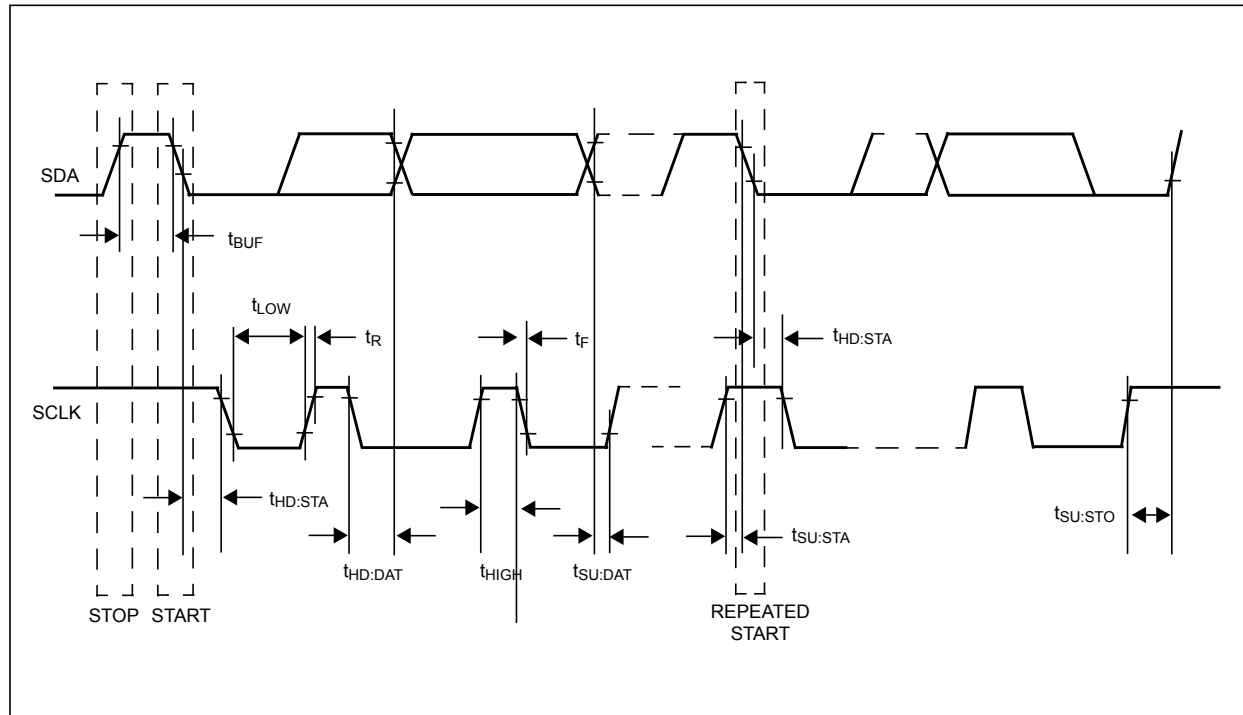 SDA
tBUF
tLOW
tR
tF
tHD:STA
SCLK
tHD:STA
tSU:STA
tSU:STO
tHD:DAT
tHIGH
tSU:DAT
STOP
START
REPEATED
START